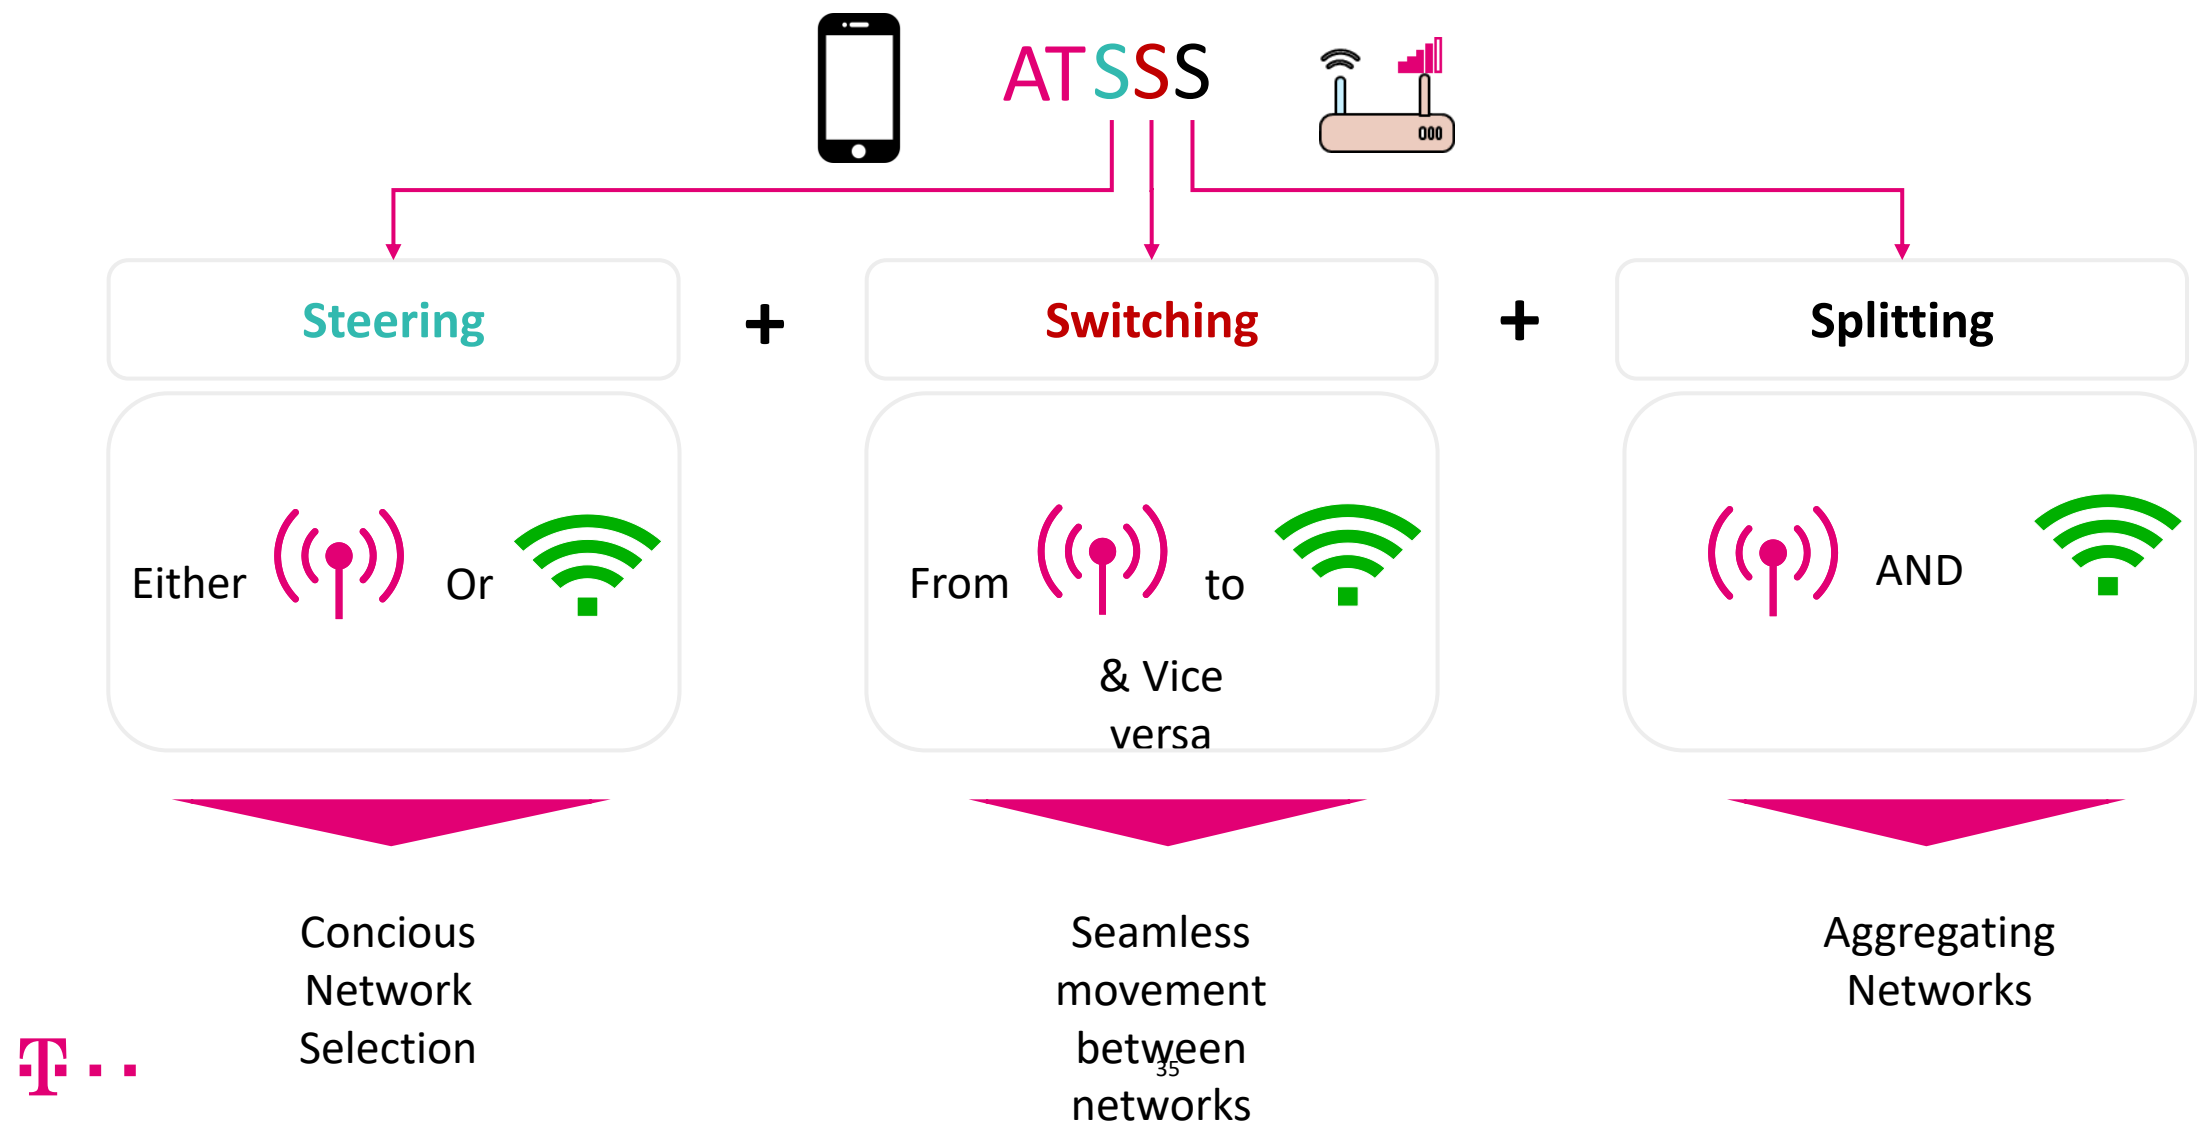 ATSSS
Steering
+
Switching
+
Splitting
Either
Or
From
to
& Vice
versa
AND
Concious
Network
Selection
Seamless
movement
between
networks
Aggregating
Networks
T
35